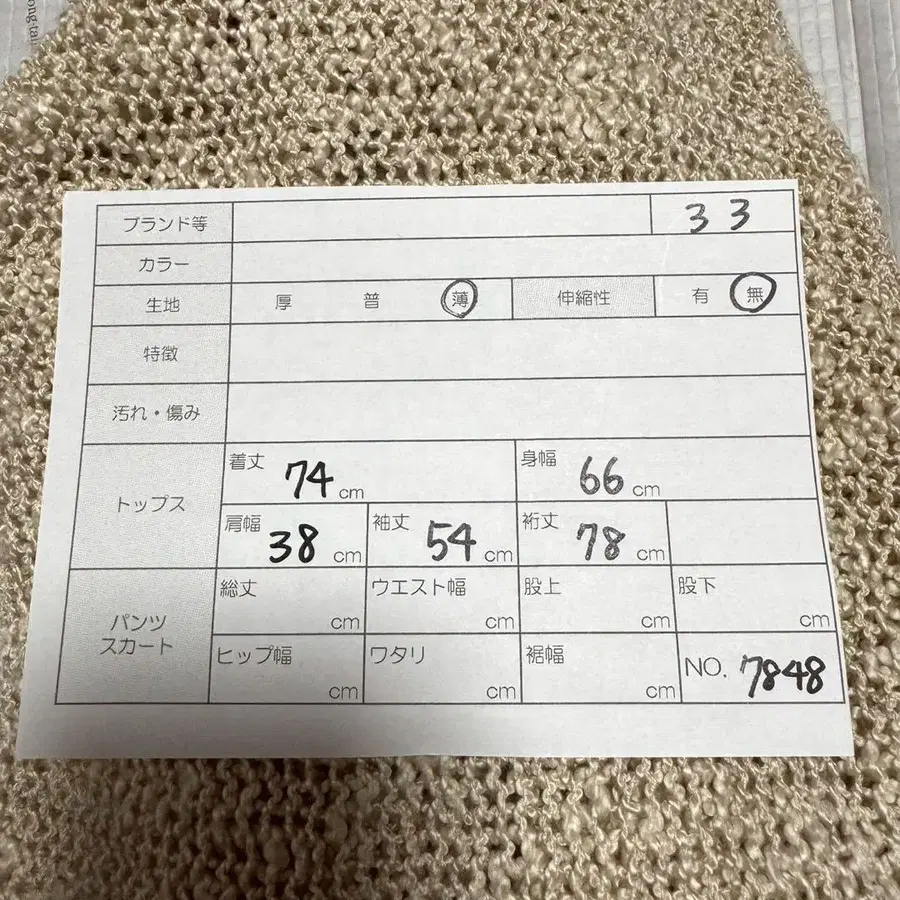 ong-tail
ブランド等 33
カラー
生地 厚 普 薄 伸縮性 有 無
特徴
汚れ・傷み
トップス
着丈 74 cm 身幅 66 cm
肩幅 38 cm 袖丈 54 cm 裄丈 78 cm
パンツ
スカート
総丈 cm ウエスト幅 cm 股上 cm 股下 cm
ヒップ幅 cm ワタリ cm 裾幅 cm NO. 7848